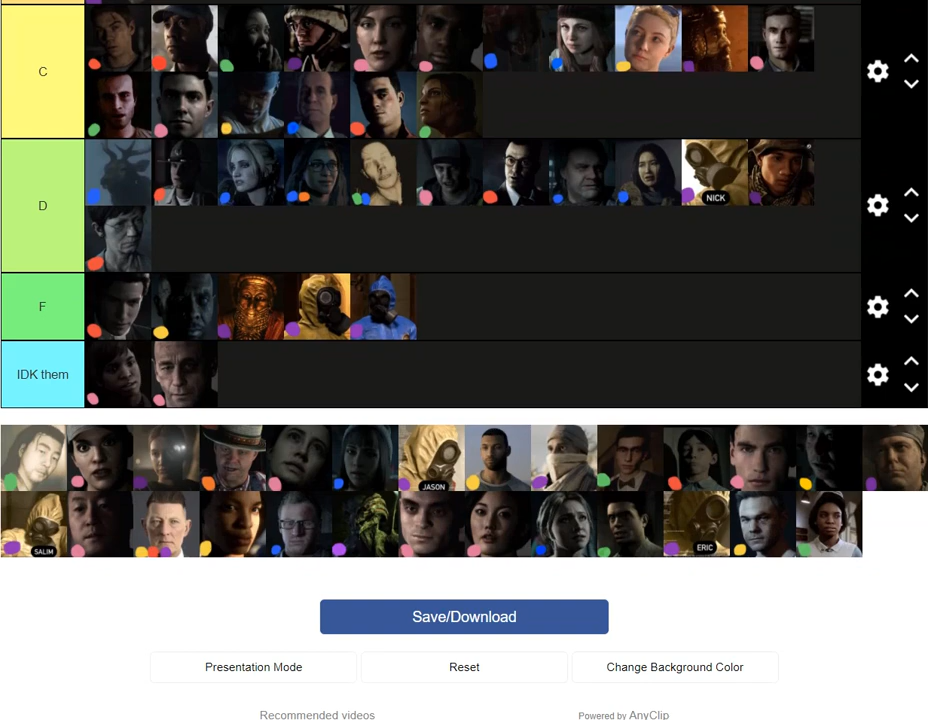 C
D
NICK
F
IDK them
JASON
SALIM
ERIC
Save/Download
Presentation Mode
Reset
Change Background Color
Recommended videos
Powered by AnyClip